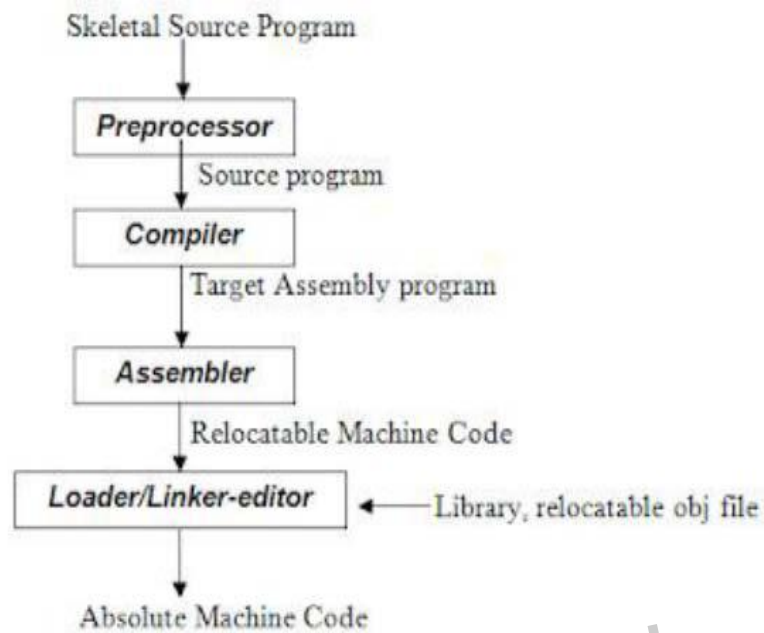 Skeletal Source Program
Preprocessor
Source program
Compiler
Target Assembly program
Assembler
Relocatable Machine Code
Loader/Linker-editor
Library, relocatable obj file
Absolute Machine Code